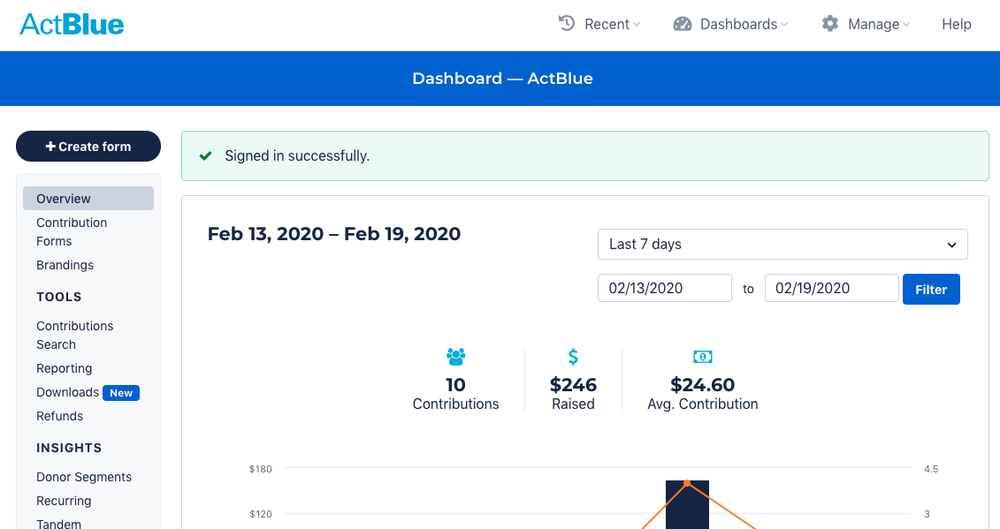 ActBlue
Recent
Dashboards
Manage
Help
Dashboard — ActBlue
Create form
Overview
Contribution
Forms
Brandings
TOOLS
Contributions
Search
Reporting
Downloads New
Refunds
INSIGHTS
Donor Segments
Recurring
Tandem
Signed in successfully.
Feb 13, 2020 – Feb 19, 2020
Last 7 days
02/13/2020 to 02/19/2020 Filter
10
Contributions
$246
Raised
$24.60
Avg. Contribution
$180
4.5
$120
3